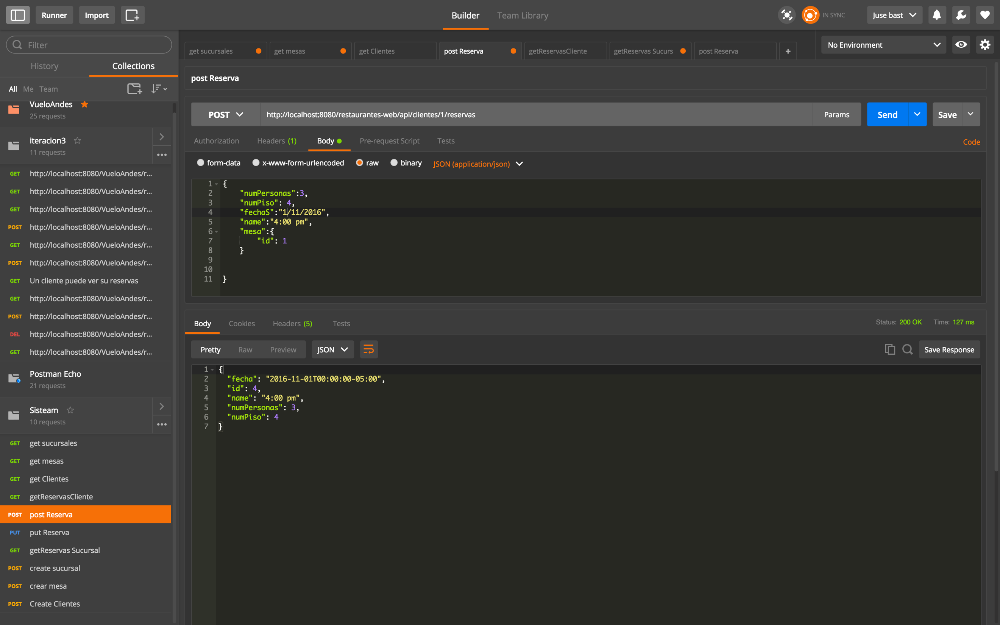 Runner
Import
Builder
Team Library
IN SYNC
Juse bast
Filter
History
Collections
All Me Team
VueloAndes
25 requests
iteracion3
11 requests
GET http://localhost:8080/VueloAndes/r...
GET http://localhost:8080/VueloAndes/r...
GET http://localhost:8080/VueloAndes/r...
POST http://localhost:8080/VueloAndes/r...
GET http://localhost:8080/VueloAndes/r...
POST http://localhost:8080/VueloAndes/r...
GET Un cliente puede ver su reservas
GET http://localhost:8080/VueloAndes/r...
POST http://localhost:8080/VueloAndes/r...
DEL http://localhost:8080/VueloAndes/r...
GET http://localhost:8080/VueloAndes/r...
Postman Echo
21 requests
Sisteam
10 requests
GET get sucursales
GET get mesas
GET get Clientes
GET getReservasCliente
POST post Reserva
PUT put Reserva
GET getReservas Sucursal
POST create sucursal
POST crear mesa
POST Create Clientes
get sucursales
get mesas
get Clientes
post Reserva
getReservasCliente
getReservas Sucurs
post Reserva
+
No Environment
post Reserva
POST
http://localhost:8080/restaurantes-web/api/clientes/1/reservas
Params
Send
Save
Authorization
Headers (1)
Body
Pre-request Script
Tests
Code
form-data
x-www-form-urlencoded
raw
binary
JSON (application/json)
1 {
2 "numPersonas":3,
3 "numPiso": 4,
4 "fechaS":"1/11/2016",
5 "name":"4:00 pm",
6 "mesa":{
7 "id": 1
8 }
9
10
11 }
Body
Cookies
Headers (5)
Tests
Status: 200 OK
Time: 127 ms
Pretty
Raw
Preview
JSON
Save Response
1 {
2 "fecha": "2016-11-01T00:00:00-05:00",
3 "id": 4,
4 "name": "4:00 pm",
5 "numPersonas": 3,
6 "numPiso": 4
7 }